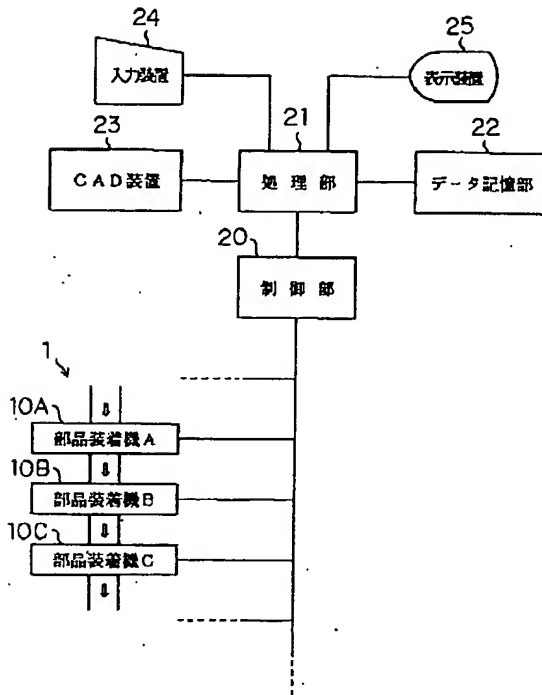 24
入力装置
25
表示装置
23
CAD装置
21
処理部
22
データ記憶部
20
制御部
1
10A
⇩
部品装着機A
10B
⇩
部品装着機B
10C
⇩
部品装着機C
⇩